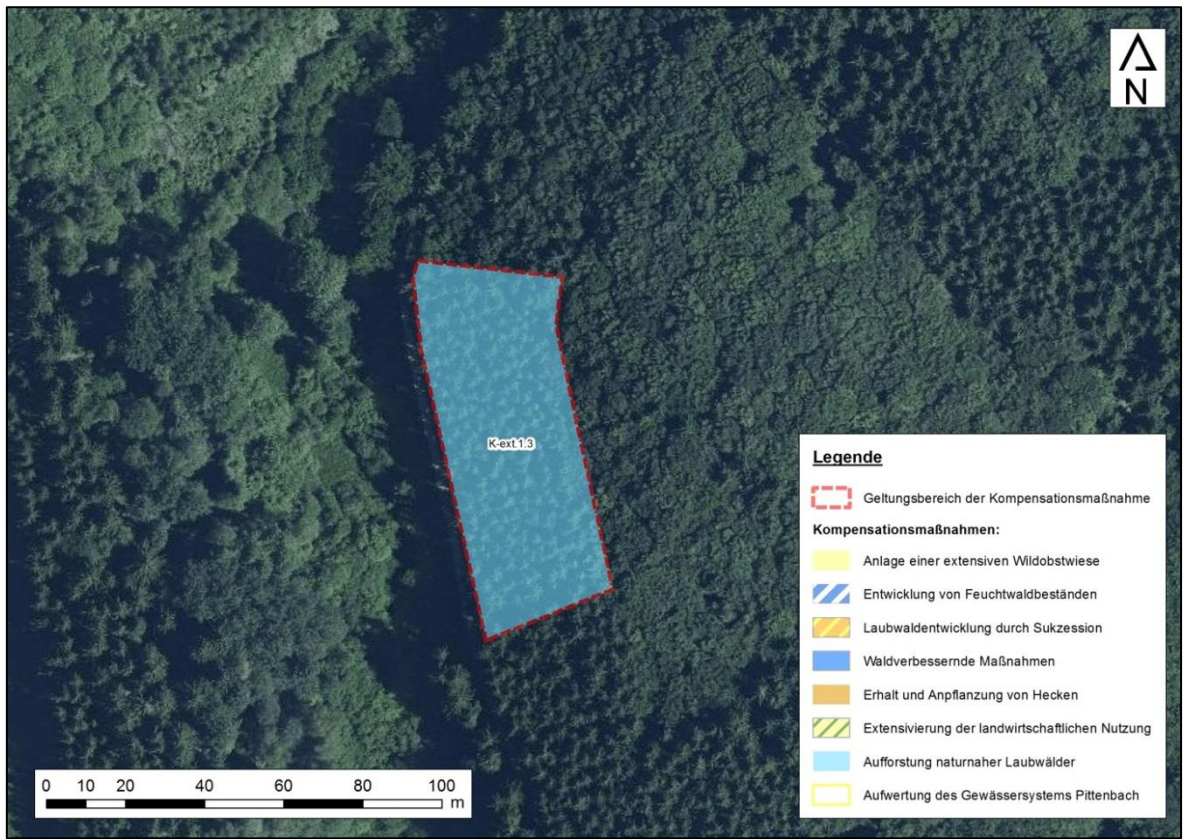 N
K-ext.1.3
Legende
Geltungsbereich der Kompensationsmaßnahme
Kompensationsmaßnahmen:
Anlage einer extensiven Wildobstwiese
Entwicklung von Feuchtwaldbeständen
Laubwaldentwicklung durch Sukzession
Waldverbessernde Maßnahmen
Erhalt und Anpflanzung von Hecken
Extensivierung der landwirtschaftlichen Nutzung
Aufforstung naturnaher Laubwälder
Aufwertung des Gewässersystems Pittenbach
0 10 20 40 60 80 100
m